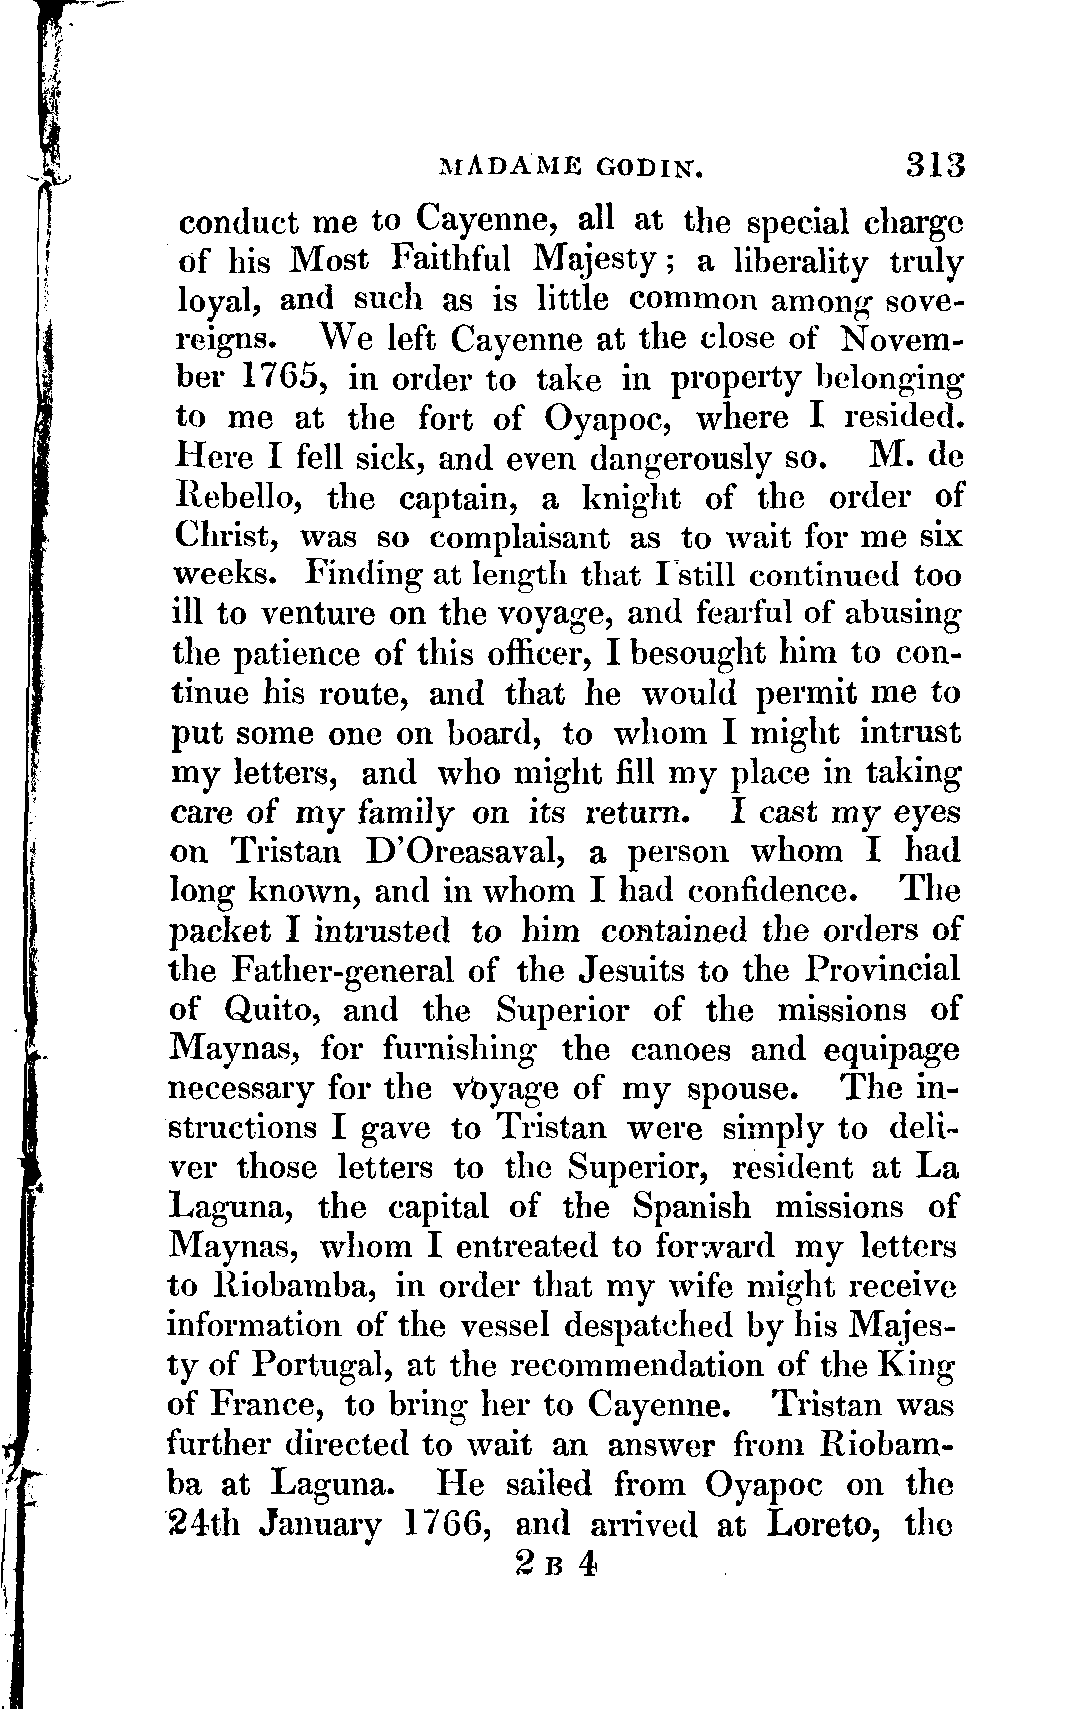 MADAME GODIN. 313
conduct me to Cayenne, all at the special charge
of his Most Faithful Majesty; a liberality truly
loyal, and such as is little common among sove-
reigns. We left Cayenne at the close of Novem-
ber 1765, in order to take in property belonging
to me at the fort of Oyapoc, where I resided.
Here I fell sick, and even dangerously so. M. de
Rebello, the captain, a knight of the order of
Christ, was so complaisant as to wait for me six
weeks. Finding at length that I still continued too
ill to venture on the voyage, and fearful of abusing
the patience of this officer, I besought him to con-
tinue his route, and that he would permit me to
put some one on board, to whom I might intrust
my letters, and who might fill my place in taking
care of my family on its return. I cast my eyes
on Tristan D'Oreasaval, a person whom I had
long known, and in whom I had confidence. The
packet I intrusted to him contained the orders of
the Father-general of the Jesuits to the Provincial
of Quito, and the Superior of the missions of
Maynas, for furnishing the canoes and equipage
necessary for the voyage of my spouse. The in-
structions I gave to Tristan were simply to deli-
ver those letters to the Superior, resident at La
Laguna, the capital of the Spanish missions of
Maynas, whom I entreated to forward my letters
to Riobamba, in order that my wife might receive
information of the vessel despatched by his Majes-
ty of Portugal, at the recommendation of the King
of France, to bring her to Cayenne. Tristan was
further directed to wait an answer from Riobam-
ba at Laguna. He sailed from Oyapoc on the
24th January 1766, and arrived at Loreto, the
2 B 4